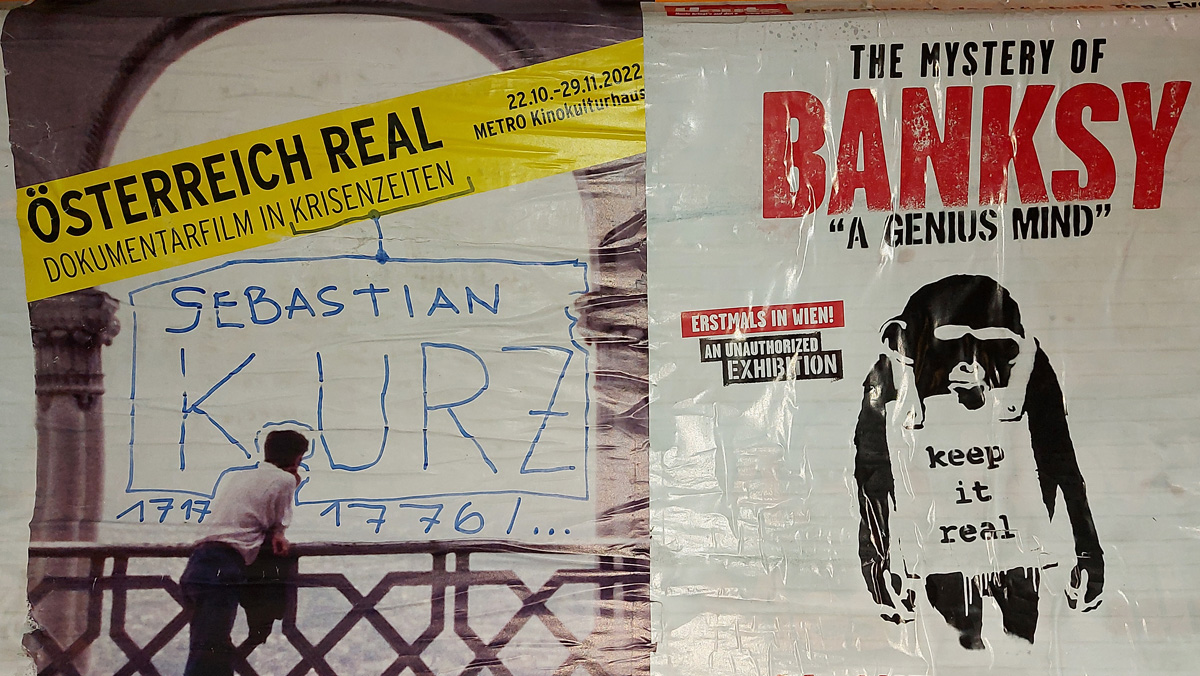 22.10.-29.11.2022
METRO Kinokulturhaus
ÖSTERREICH REAL
DOKUMENTARFILM IN KRISENZEITEN
SEBASTIAN
KURZ
1717 1776/...
THE MYSTERY OF
BANKSY
“A GENIUS MIND”
ERSTMALS IN WIEN!
AN UNAUTHORIZED
EXHIBITION
keep
it
real